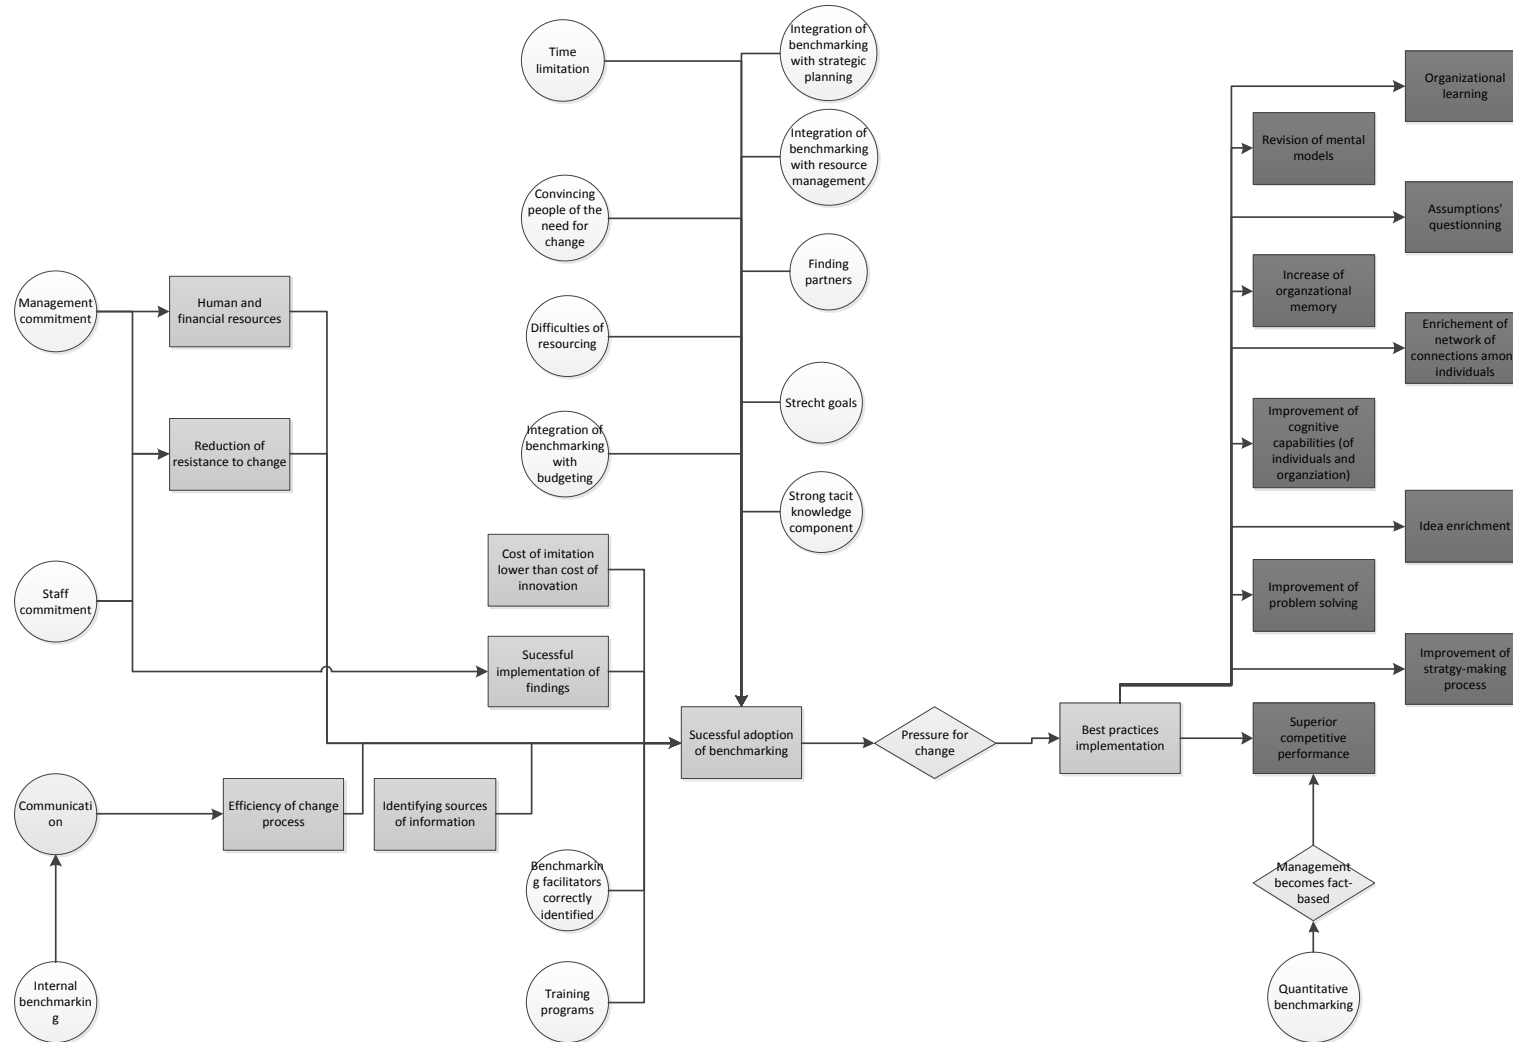 Time
limitation
Integration of
benchmarking
with strategic
planning
Organizational
learning
Integration of
benchmarking
with resource
management
Revision of mental
models
Convincing
people of the
need for
change
Assumptions'
questionning
Finding
partners
Increase of
organzational
memory
Management
commitment
Human and
financial resources
Difficulties of
resourcing
Enrichement of
network of
connections among
individuals
Strecht goals
Improvement of
cognitive
capabilities (of
individuals and
organziation)
Reduction of
resistance to change
Integration of
benchmarking
with
budgeting
Strong tacit
knowledge
component
Idea enrichment
Cost of imitation
lower than cost of
innovation
Staff
commitment
Improvement of
problem solving
Sucessful
implementation of
findings
Improvement of
stratgy-making
process
Sucessful adoption
of benchmarking
Pressure for
change
Best practices
implementation
Superior
competitive
performance
Communicati
on
Efficiency of change
process
Identifying sources
of information
Benchmarkin
g facilitators
correctly
identified
Management
becomes fact-
based
Internal
benchmarkin
g
Training
programs
Quantitative
benchmarking